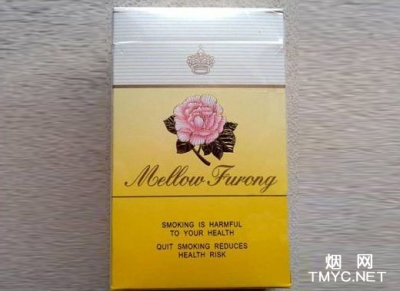 Mellow Furong
SMOKING IS HARMFUL
TO YOUR HEALTH
QUIT SMOKING REDUCES
HEALTH RISK
烟 网
TMYC.NET